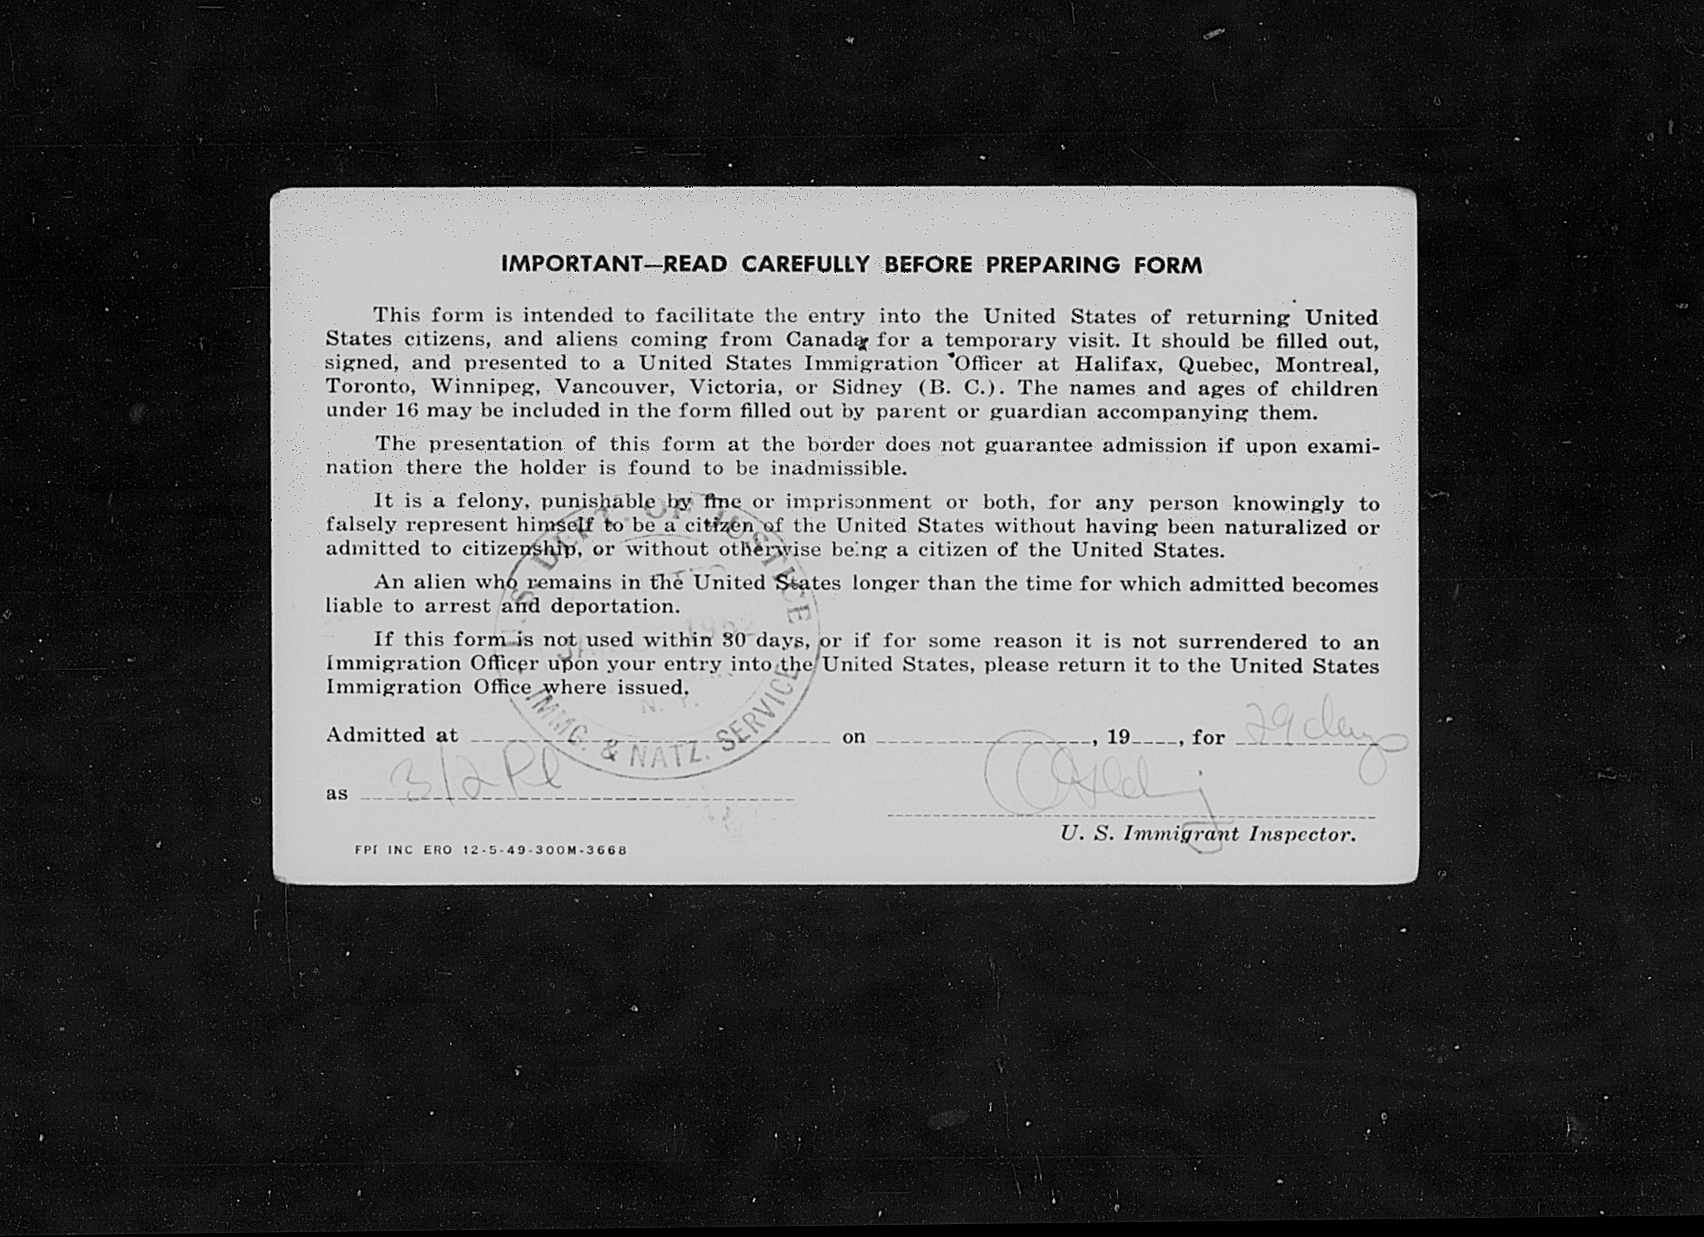 IMPORTANT—READ CAREFULLY BEFORE PREPARING FORM
This form is intended to facilitate the entry into the United States of returning United
States citizens, and aliens coming from Canada for a temporary visit. It should be filled out,
signed, and presented to a United States Immigration Officer at Halifax, Quebec, Montreal,
Toronto, Winnipeg, Vancouver, Victoria, or Sidney (B. C.). The names and ages of children
under 16 may be included in the form filled out by parent or guardian accompanying them.
The presentation of this form at the border does not guarantee admission if upon exami-
nation there the holder is found to be inadmissible.
It is a felony, punishable by fine or imprisonment or both, for any person knowingly to
falsely represent himself to be a citizen of the United States without having been naturalized or
admitted to citizenship, or without otherwise being a citizen of the United States.
An alien who remains in the United States longer than the time for which admitted becomes
liable to arrest and deportation.
If this form is not used within 30 days, or if for some reason it is not surrendered to an
Immigration Officer upon your entry into the United States, please return it to the United States
Immigration Office where issued.
U.S. DEPT. OF JUSTICE
1952
N. Y.
IMMG. & NATZ. SERVICE
Admitted at on , 19 , for 29 days
as 3/2
U. S. Immigrant Inspector.
FPI INC ERO 12-5-49-300M-3668